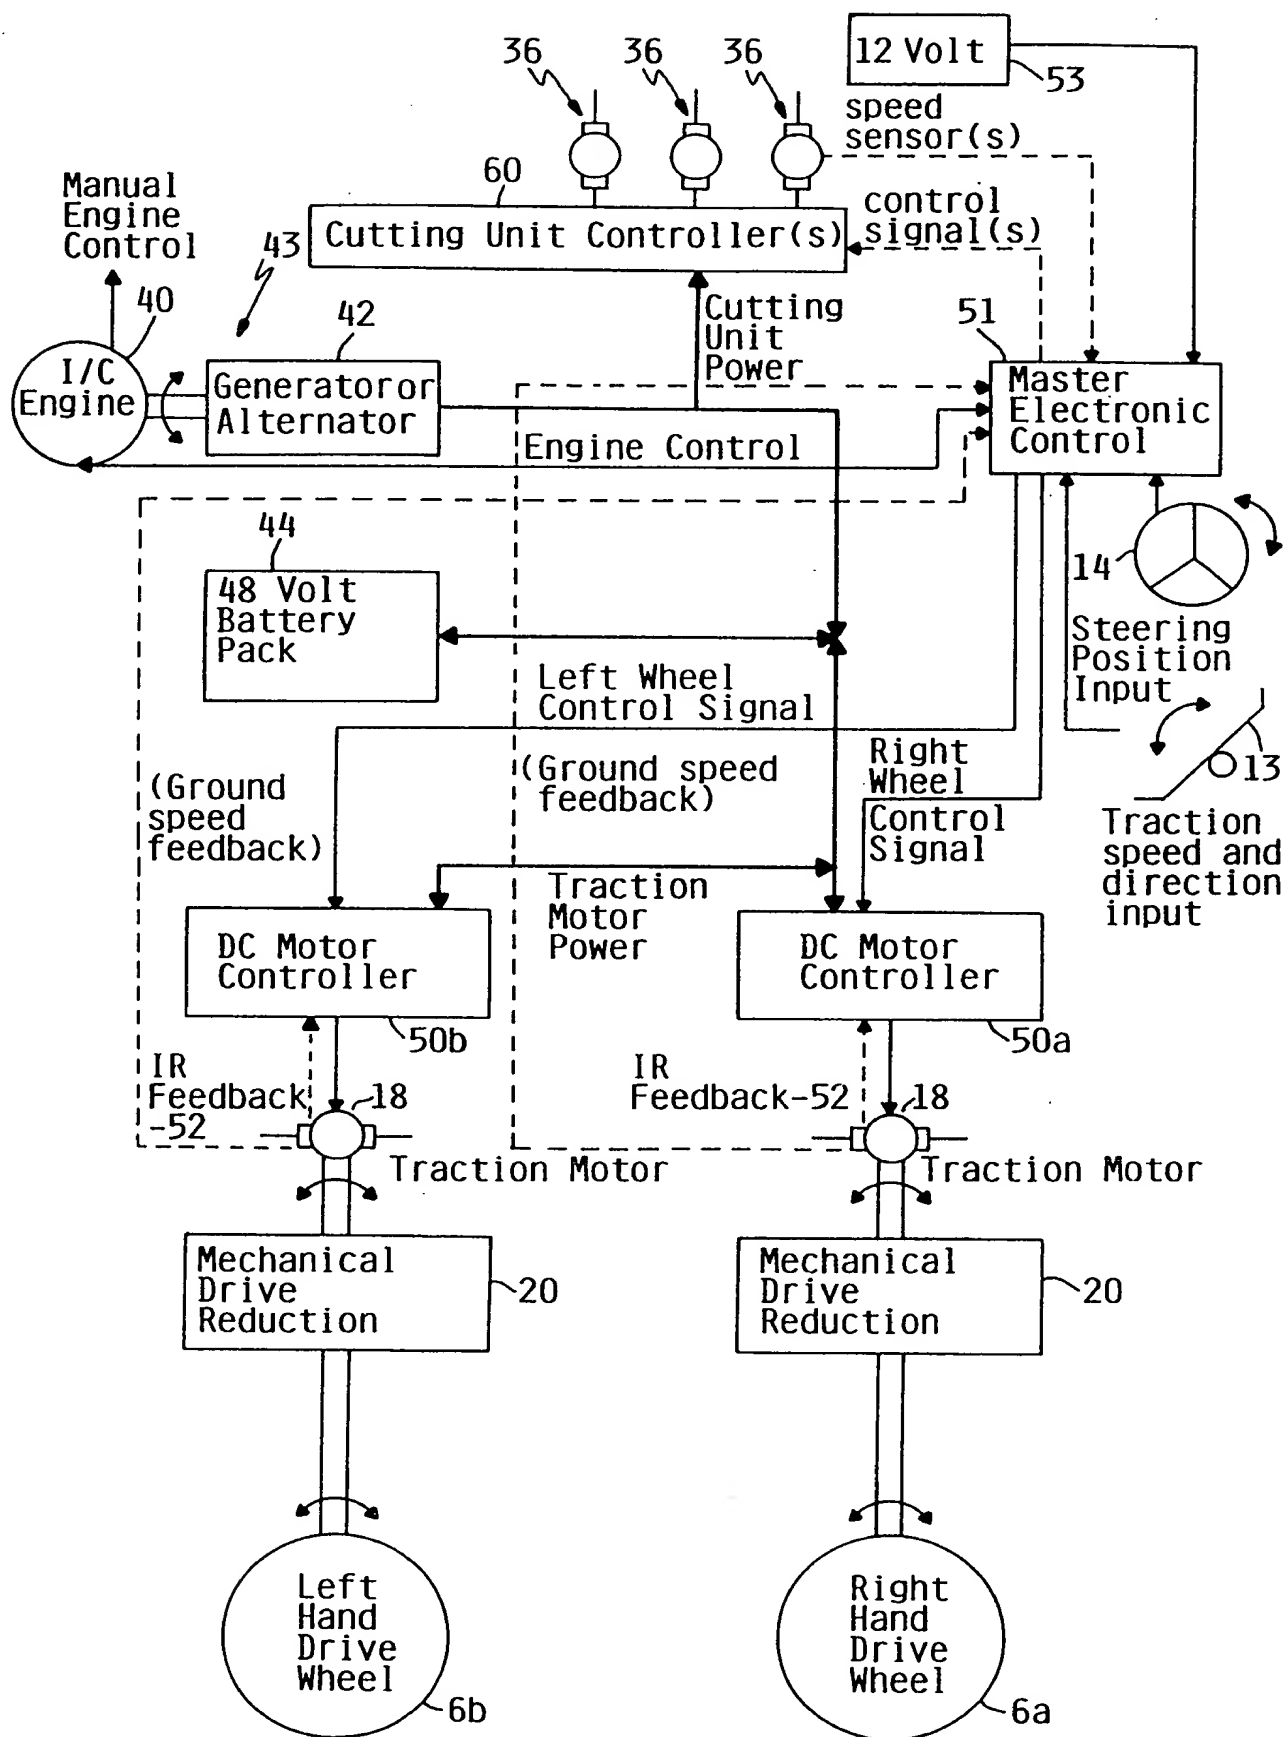 36
36
36
12 Volt
53
speed
sensor(s)
60
Manual
Engine
Control
Cutting Unit Controller(s)
control
signal(s)
43
40
42
Cutting
Unit
Power
51
I/C
Engine
Generatoror
Alternator
Master
Electronic
Control
Engine Control
44
48 Volt
Battery
Pack
14
Steering
Position
Input
Left Wheel
Control Signal
13
Right
Wheel
Control
Signal
(Ground
speed
feedback)
(Ground speed
feedback)
Traction
speed and
direction
input
Traction
Motor
Power
DC Motor
Controller
DC Motor
Controller
50b
50a
IR
Feedback
-52
18
IR
Feedback-52
18
Traction Motor
Traction Motor
Mechanical
Drive
Reduction
20
Mechanical
Drive
Reduction
20
Left
Hand
Drive
Wheel
6b
Right
Hand
Drive
Wheel
6a